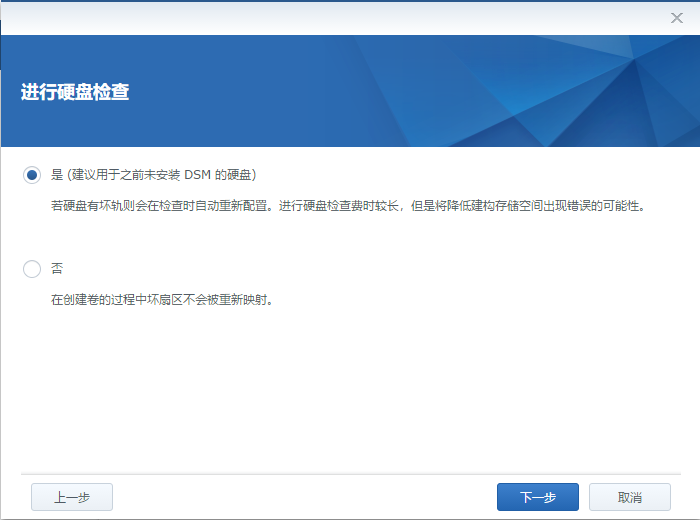 进行硬盘检查
是 (建议用于之前未安装 DSM 的硬盘)
若硬盘有坏轨则会在检查时自动重新配置。进行硬盘检查费时较长，但是将降低建构存储空间出现错误的可能性。
否
在创建卷的过程中坏扇区不会被重新映射。
上一步 下一步 取消